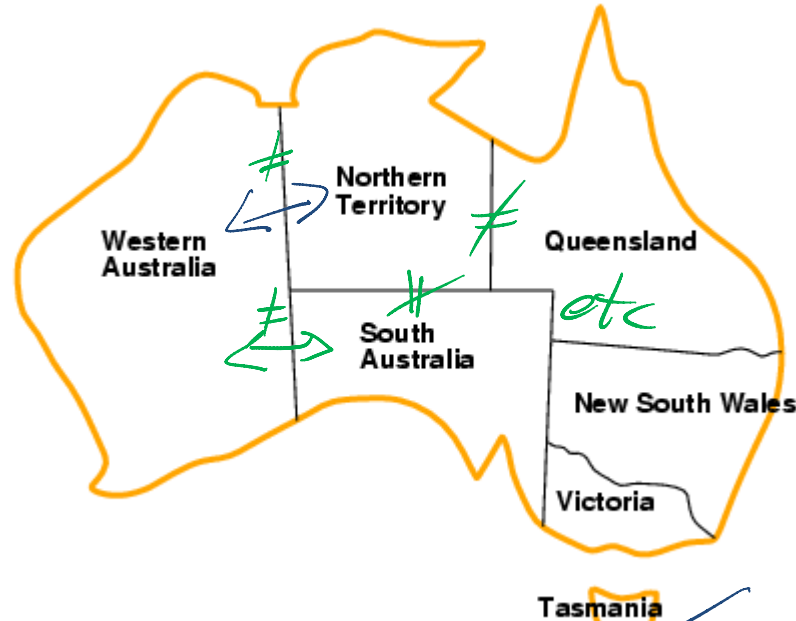 ≠
Northern
Territory
Western
Australia
≠
Queensland
≠
≠
etc
South
Australia
New South Wales
Victoria
Tasmania